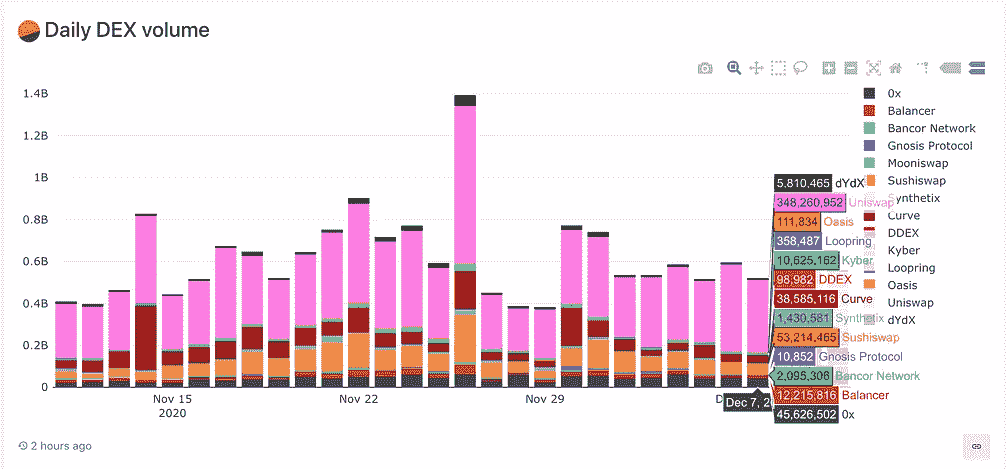 Daily DEX volume
1.4B
1.2B
1B
0.8B
0.6B
0.4B
0.2B
0
Nov 15
2020
Nov 22
Nov 29
D
Dec 7, 2
0x
Balancer
Bancor Network
Gnosis Protocol
Mooniswap
Sushiswap
Synthetix
Curve
DDEX
Kyber
Loopring
Oasis
Uniswap
dYdX
5,810,465 dYdX
348,260,952 Uniswap
111,834 Oasis
358,487 Loopring
10,625,162 Kyber
98,982 DDEX
38,585,116 Curve
1,430,581 Synthetix
53,214,465 Sushiswap
10,852 Gnosis Protocol
2,095,306 Bancor Network
12,215,816 Balancer
45,626,502 0x
2 hours ago